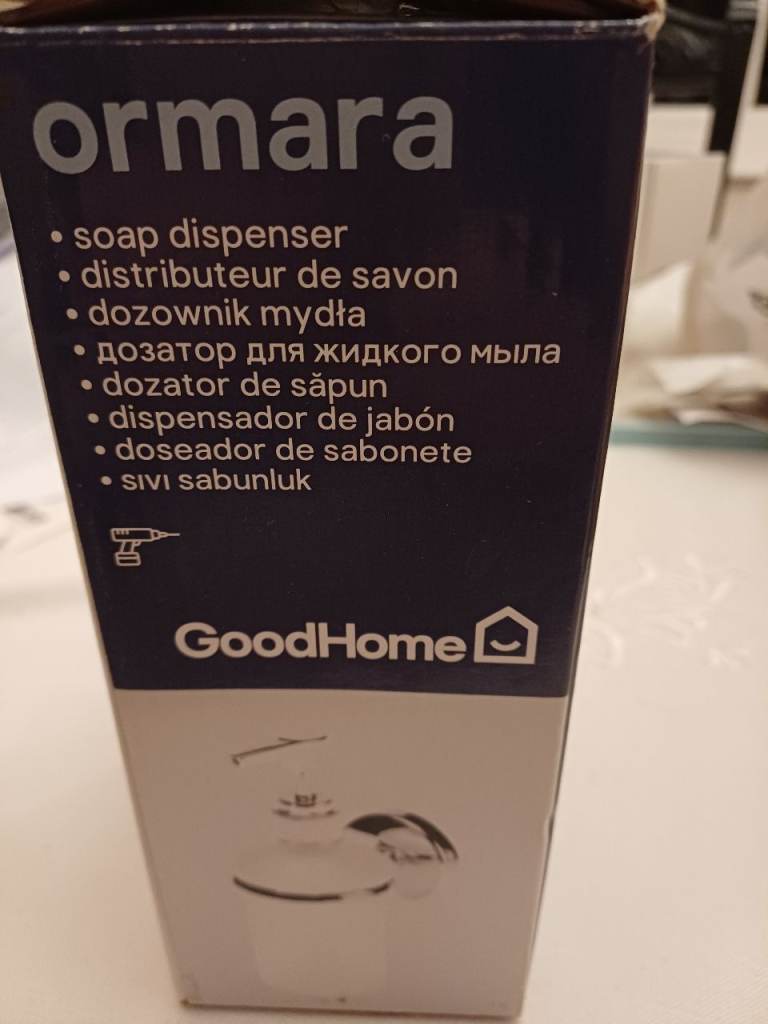 ormara
• soap dispenser
• distributeur de savon
• dozownik mydła
• дозатор для жидкого мыла
• dozator de săpun
• dispensador de jabón
• doseador de sabonete
• sıvı sabunluk
GoodHome